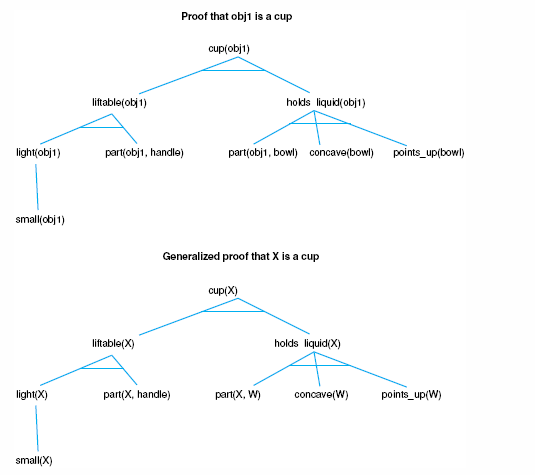 Proof that obj1 is a cup
cup(obj1)
liftable(obj1) holds liquid(obj1)
light(obj1) part(obj1, handle) part(obj1, bowl) concave(bowl) points_up(bowl)
small(obj1)
Generalized proof that X is a cup
cup(X)
liftable(X) holds liquid(X)
light(X) part(X, handle) part(X, W) concave(W) points_up(W)
small(X)